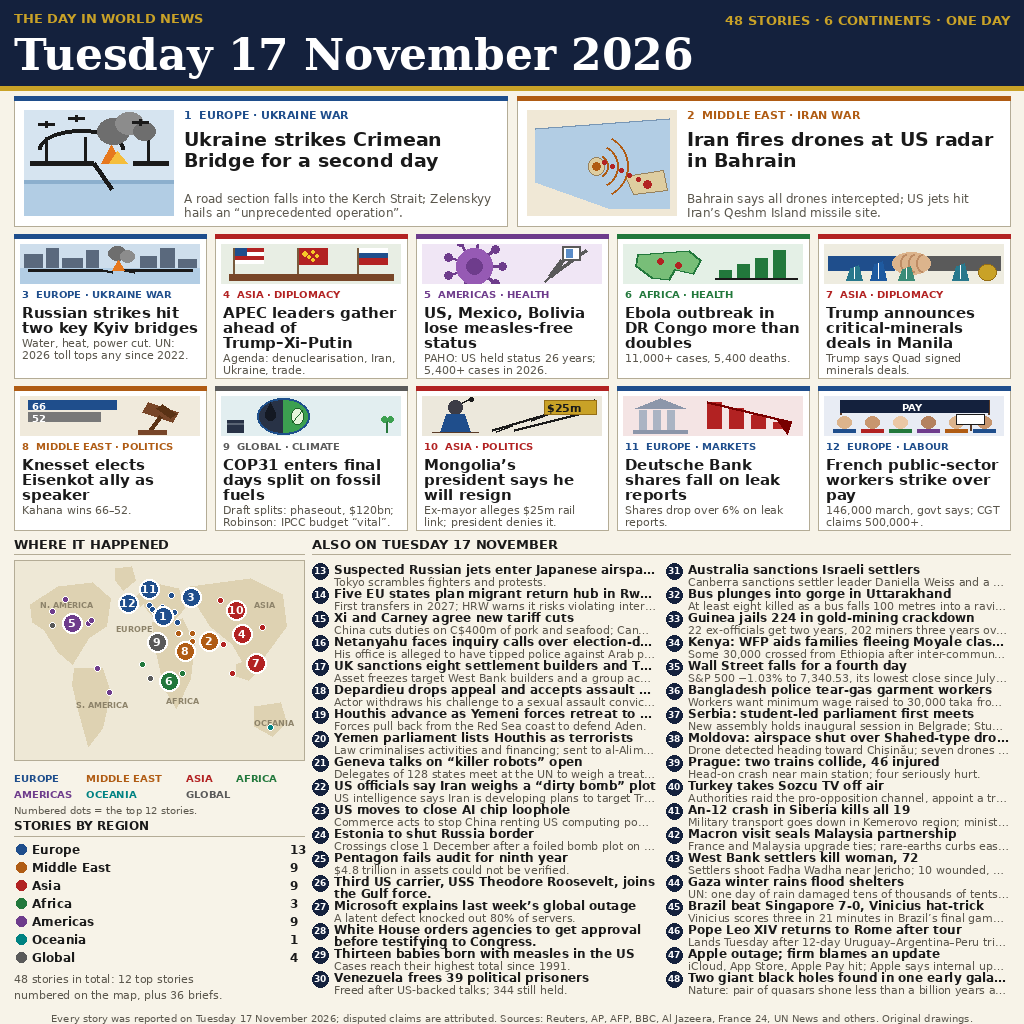 THE DAY IN WORLD NEWS
48 STORIES · 6 CONTINENTS · ONE DAY
Tuesday 17 November 2026
1 EUROPE · UKRAINE WAR
Ukraine strikes Crimean
Bridge for a second day
A road section falls into the Kerch Strait; Zelenskyy
hails an “unprecedented operation”.
2 MIDDLE EAST · IRAN WAR
Iran fires drones at US radar
in Bahrain
Bahrain says all drones intercepted; US jets hit
Iran’s Qeshm Island missile site.
3 EUROPE · UKRAINE WAR
Russian strikes hit
two key Kyiv bridges
Water, heat, power cut. UN:
2026 toll tops any since 2022.
4 ASIA · DIPLOMACY
APEC leaders gather
ahead of
Trump–Xi–Putin
Agenda: denuclearisation, Iran,
Ukraine, trade.
5 AMERICAS · HEALTH
US, Mexico, Bolivia
lose measles-free
status
PAHO: US held status 26 years;
5,400+ cases in 2026.
6 AFRICA · HEALTH
Ebola outbreak in
DR Congo more than
doubles
11,000+ cases, 5,400 deaths.
7 ASIA · DIPLOMACY
Trump announces
critical-minerals
deals in Manila
Trump says Quad signed
minerals deals.
66
52
8 MIDDLE EAST · POLITICS
Knesset elects
Eisenkot ally as
speaker
Kahana wins 66–52.
9 GLOBAL · CLIMATE
COP31 enters final
days split on fossil
fuels
Draft splits: phaseout, $120bn;
Robinson: IPCC budget “vital”.
$25m
10 ASIA · POLITICS
Mongolia’s
president says he
will resign
Ex-mayor alleges $25m rail
link; president denies it.
11 EUROPE · MARKETS
Deutsche Bank
shares fall on leak
reports
Shares drop over 6% on leak
reports.
PAY
12 EUROPE · LABOUR
French public-sector
workers strike over
pay
146,000 march, govt says; CGT
claims 500,000+.
WHERE IT HAPPENED
N. AMERICA
EUROPE
ASIA
S. AMERICA
AFRICA
OCEANIA
11
12
3
1
10
5
4
9
2
8
7
6
EUROPE MIDDLE EAST ASIA AFRICA
AMERICAS OCEANIA GLOBAL
Numbered dots = the top 12 stories.
STORIES BY REGION
Europe 13
Middle East 9
Asia 9
Africa 3
Americas 9
Oceania 1
Global 4
48 stories in total: 12 top stories
numbered on the map, plus 36 briefs.
ALSO ON TUESDAY 17 NOVEMBER
13 Suspected Russian jets enter Japanese airspa…
Tokyo scrambles fighters and protests.
14 Five EU states plan migrant return hub in Rw…
First transfers in 2027; HRW warns it risks violating inter…
15 Xi and Carney agree new tariff cuts
China cuts duties on C$400m of pork and seafood; Can…
16 Netanyahu faces inquiry calls over election-d…
His office is alleged to have tipped police against Arab p…
17 UK sanctions eight settlement builders and T…
Asset freezes target West Bank builders and a group ac…
18 Depardieu drops appeal and accepts assault …
Actor withdraws his challenge to a sexual assault convic…
19 Houthis advance as Yemeni forces retreat to …
Forces pull back from the Red Sea coast to defend Aden.
20 Yemen parliament lists Houthis as terrorists
Law criminalises activities and financing; sent to al-Alim…
21 Geneva talks on “killer robots” open
Delegates of 128 states meet at the UN to weigh a treat…
22 US officials say Iran weighs a “dirty bomb” plot
US intelligence says Iran is developing plans to target Tr…
23 US moves to close AI chip loophole
Commerce acts to stop China renting US computing po…
24 Estonia to shut Russia border
Crossings close 1 December after a foiled bomb plot on …
25 Pentagon fails audit for ninth year
$4.8 trillion in assets could not be verified.
26 Third US carrier, USS Theodore Roosevelt, joins
the Gulf force.
27 Microsoft explains last week’s global outage
A latent defect knocked out 80% of servers.
28 White House orders agencies to get approval
before testifying to Congress.
29 Thirteen babies born with measles in the US
Cases reach their highest total since 1991.
30 Venezuela frees 39 political prisoners
Freed after US-backed talks; 344 still held.
31 Australia sanctions Israeli settlers
Canberra sanctions settler leader Daniella Weiss and a …
32 Bus plunges into gorge in Uttarakhand
At least eight killed as a bus falls 100 metres into a ravi…
33 Guinea jails 224 in gold-mining crackdown
22 ex-officials get two years, 202 miners three years ov…
34 Kenya: WFP aids families fleeing Moyale clas…
Some 30,000 crossed from Ethiopia after inter-commun…
35 Wall Street falls for a fourth day
S&P 500 −1.03% to 7,340.53, its lowest close since July…
36 Bangladesh police tear-gas garment workers
Workers want minimum wage raised to 30,000 taka fro…
37 Serbia: student-led parliament first meets
New assembly holds inaugural session in Belgrade; Stu…
38 Moldova: airspace shut over Shahed-type dro…
Drone detected heading toward Chișinău; seven drones …
39 Prague: two trains collide, 46 injured
Head-on crash near main station; four seriously hurt.
40 Turkey takes Sozcu TV off air
Authorities raid the pro-opposition channel, appoint a tr…
41 An-12 crash in Siberia kills all 19
Military transport goes down in Kemerovo region; minist…
42 Macron visit seals Malaysia partnership
France and Malaysia upgrade ties; rare-earths curbs eas…
43 West Bank settlers kill woman, 72
Settlers shoot Fadha Wadha near Jericho; 10 wounded, …
44 Gaza winter rains flood shelters
UN: one day of rain damaged tens of thousands of tents…
45 Brazil beat Singapore 7-0, Vinicius hat-trick
Vinicius scores three in 21 minutes in Brazil’s final gam…
46 Pope Leo XIV returns to Rome after tour
Lands Tuesday after 12-day Uruguay–Argentina–Peru tri…
47 Apple outage; firm blames an update
iCloud, App Store, Apple Pay hit; Apple says internal up…
48 Two giant black holes found in one early gala…
Nature: pair of quasars shone less than a billion years a…
Every story was reported on Tuesday 17 November 2026; disputed claims are attributed. Sources: Reuters, AP, AFP, BBC, Al Jazeera, France 24, UN News and others. Original drawings.